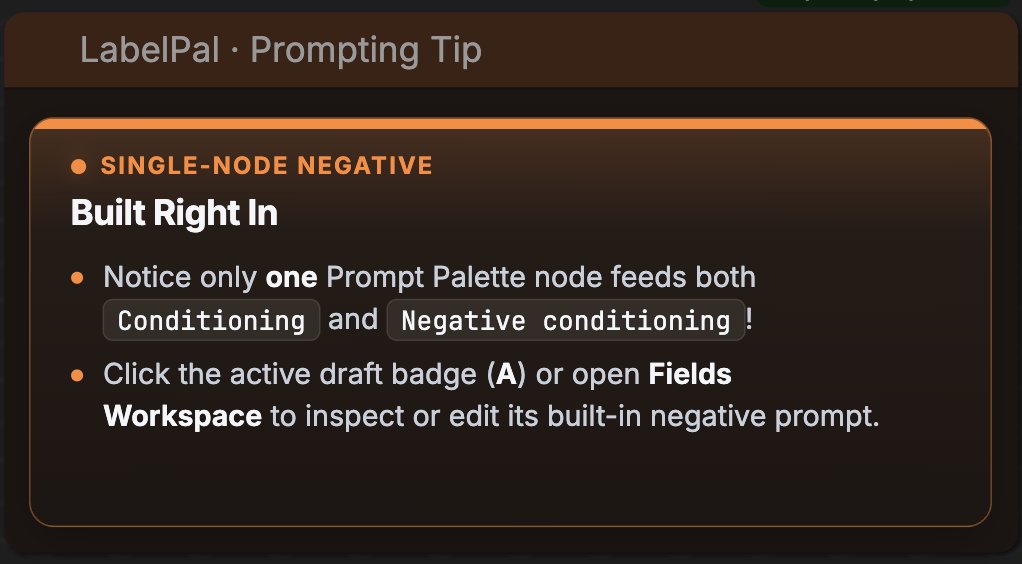 LabelPal · Prompting Tip
SINGLE-NODE NEGATIVE
Built Right In
Notice only one Prompt Palette node feeds both
Conditioning and Negative conditioning!
Click the active draft badge (A) or open Fields
Workspace to inspect or edit its built-in negative prompt.